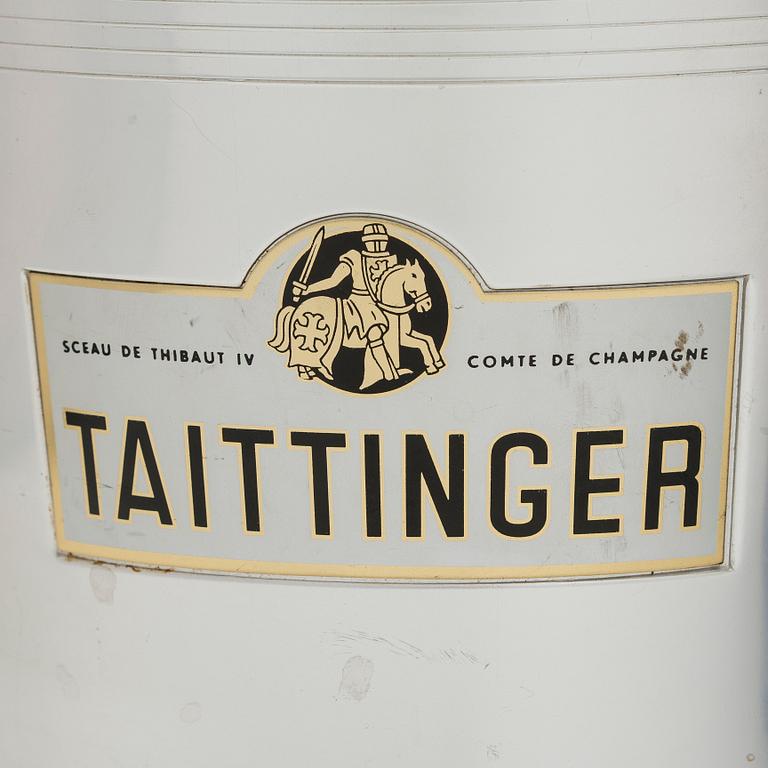 SCEAU DE THIBAUT IV COMTE DE CHAMPAGNE
TAITTINGER